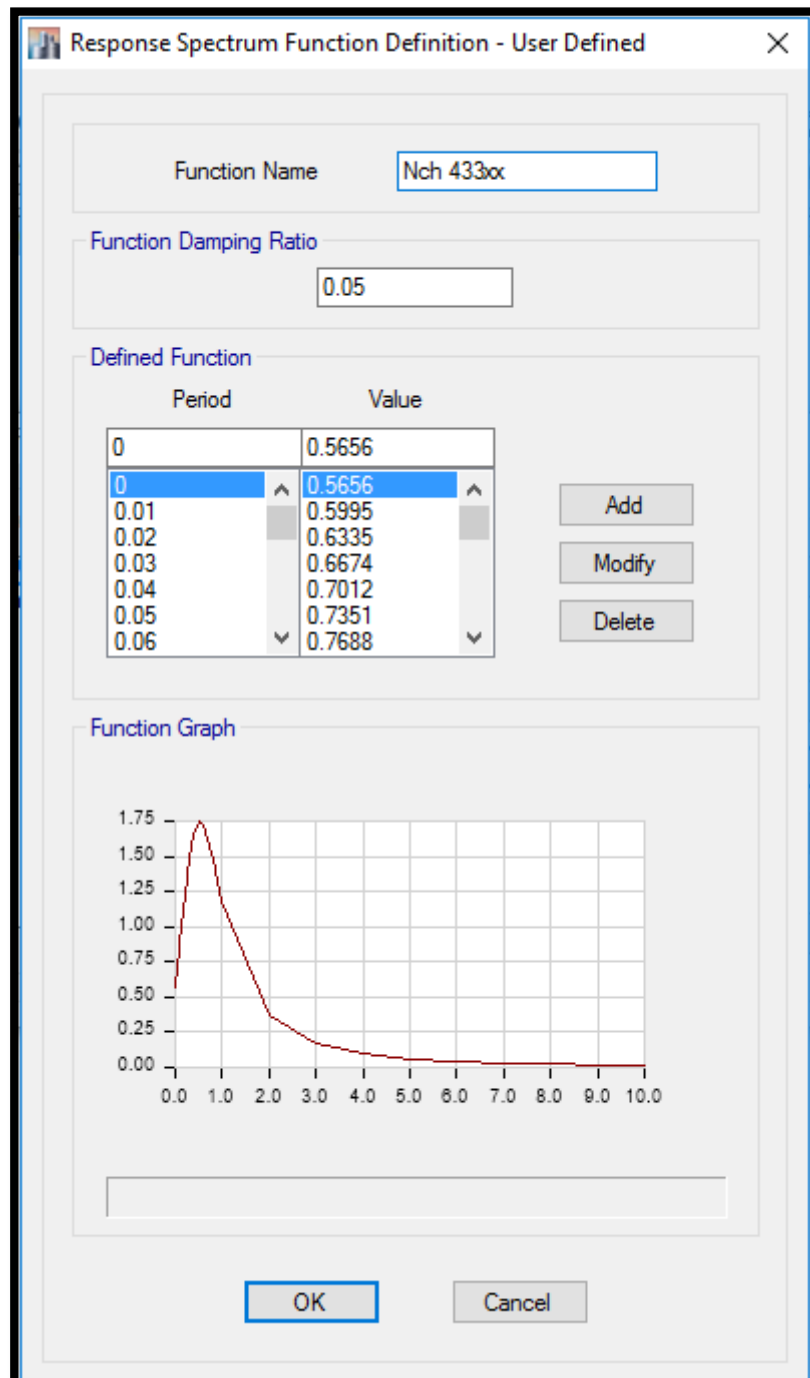 Response Spectrum Function Definition - User Defined
Function Name Nch 433xx
Function Damping Ratio
0.05
Defined Function
Period Value
0 0.5656
0 0.5656
0.01 0.5995
0.02 0.6335
0.03 0.6674
0.04 0.7012
0.05 0.7351
0.06 0.7688
Add
Modify
Delete
Function Graph
1.75
1.50
1.25
1.00
0.75
0.50
0.25
0.00
0.0 1.0 2.0 3.0 4.0 5.0 6.0 7.0 8.0 9.0 10.0
OK Cancel